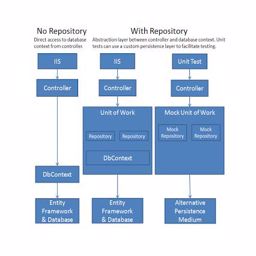 No Repository
Direct access to database
context from controller
With Repository
Abstraction layer between controller and database context. Unit
tests can use a custom persistence layer to facilitate testing.
IIS
IIS
Unit Test
Controller
Controller
Controller
Unit of Work
Mock Unit of Work
Repository
Repository
Mock
Repository
Mock
Repository
DbContext
DbContext
Entity
Framework
& Database
Entity
Framework
& Database
Alternative
Persistence
Medium